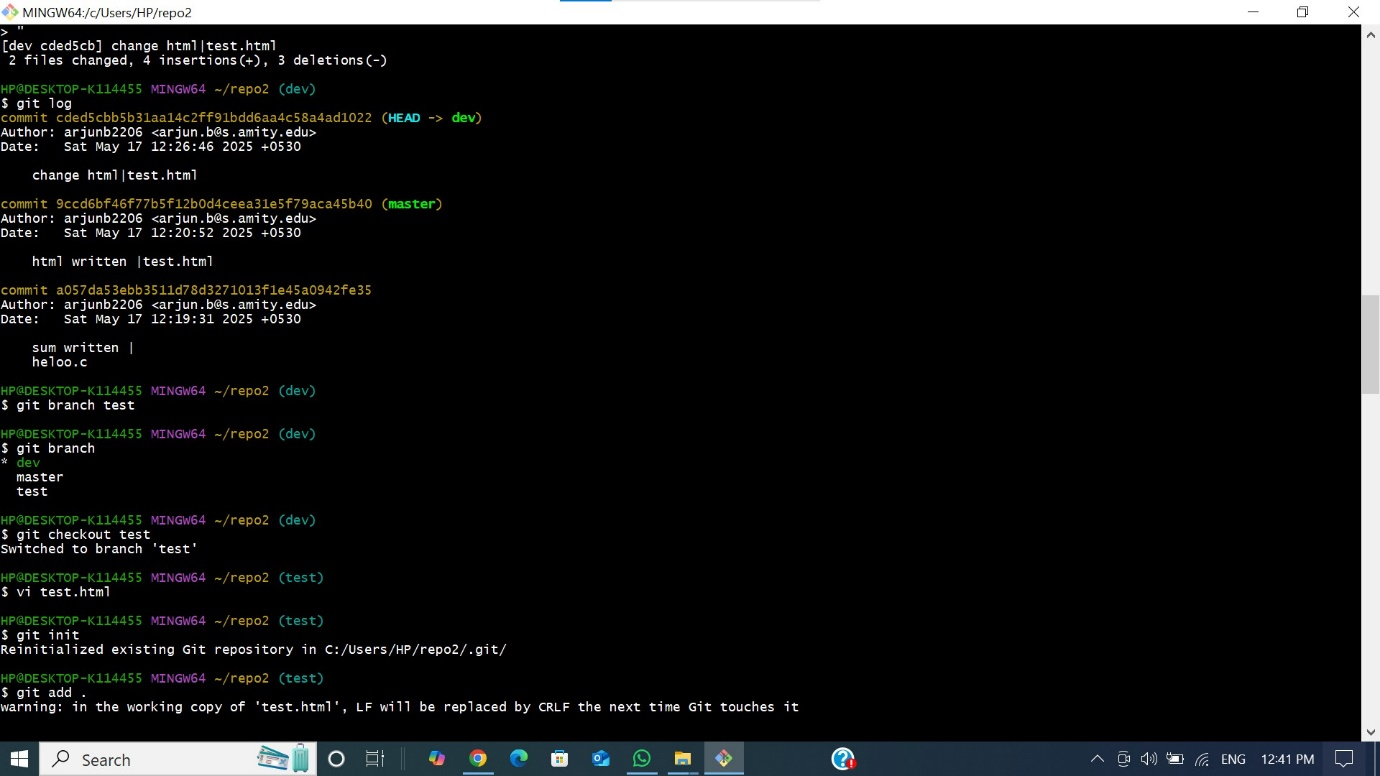 MINGW64:/c/Users/HP/repo2
> "
[dev cded5cb] change html|test.html
 2 files changed, 4 insertions(+), 3 deletions(-)
HP@DESKTOP-K114455 MINGW64 ~/repo2 (dev)
$ git log
commit cded5cbb5b31aa14c2ff91bdd6aa4c58a4ad1022 (HEAD -> dev)
Author: arjunb2206 <arjun.b@s.amity.edu>
Date:   Sat May 17 12:26:46 2025 +0530
    change html|test.html
commit 9ccd6bf46f77b5f12b0d4ceea31e5f79aca45b40 (master)
Author: arjunb2206 <arjun.b@s.amity.edu>
Date:   Sat May 17 12:20:52 2025 +0530
    html written |test.html
commit a057da53ebb3511d78d3271013f1e45a0942fe35
Author: arjunb2206 <arjun.b@s.amity.edu>
Date:   Sat May 17 12:19:31 2025 +0530
    sum written |
    heloo.c
HP@DESKTOP-K114455 MINGW64 ~/repo2 (dev)
$ git branch test
HP@DESKTOP-K114455 MINGW64 ~/repo2 (dev)
$ git branch
* dev
  master
  test
HP@DESKTOP-K114455 MINGW64 ~/repo2 (dev)
$ git checkout test
Switched to branch 'test'
HP@DESKTOP-K114455 MINGW64 ~/repo2 (test)
$ vi test.html
HP@DESKTOP-K114455 MINGW64 ~/repo2 (test)
$ git init
Reinitialized existing Git repository in C:/Users/HP/repo2/.git/
HP@DESKTOP-K114455 MINGW64 ~/repo2 (test)
$ git add .
warning: in the working copy of 'test.html', LF will be replaced by CRLF the next time Git touches it
Search
ENG
12:41 PM